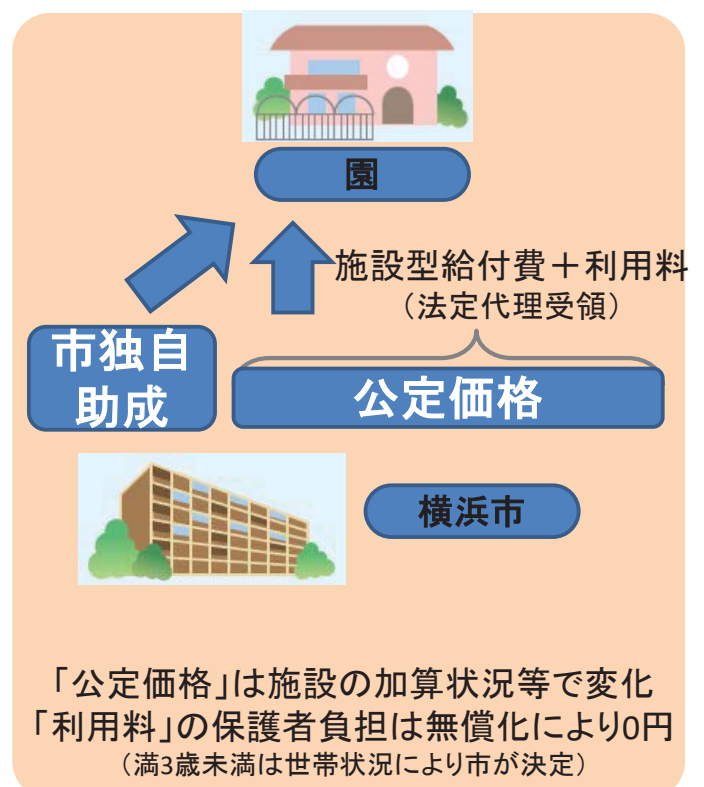 園
施設型給付費＋利用料
（法定代理受領）
市独自
助成
公定価格
横浜市
「公定価格」は施設の加算状況等で変化
「利用料」の保護者負担は無償化により0円
（満3歳未満は世帯状況により市が決定）